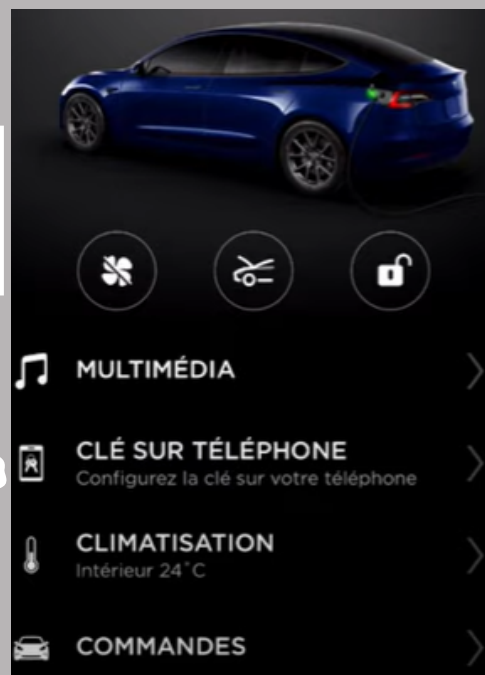 MULTIMÉDIA
CLÉ SUR TÉLÉPHONE
Configurez la clé sur votre téléphone
CLIMATISATION
Intérieur 24°C
COMMANDES